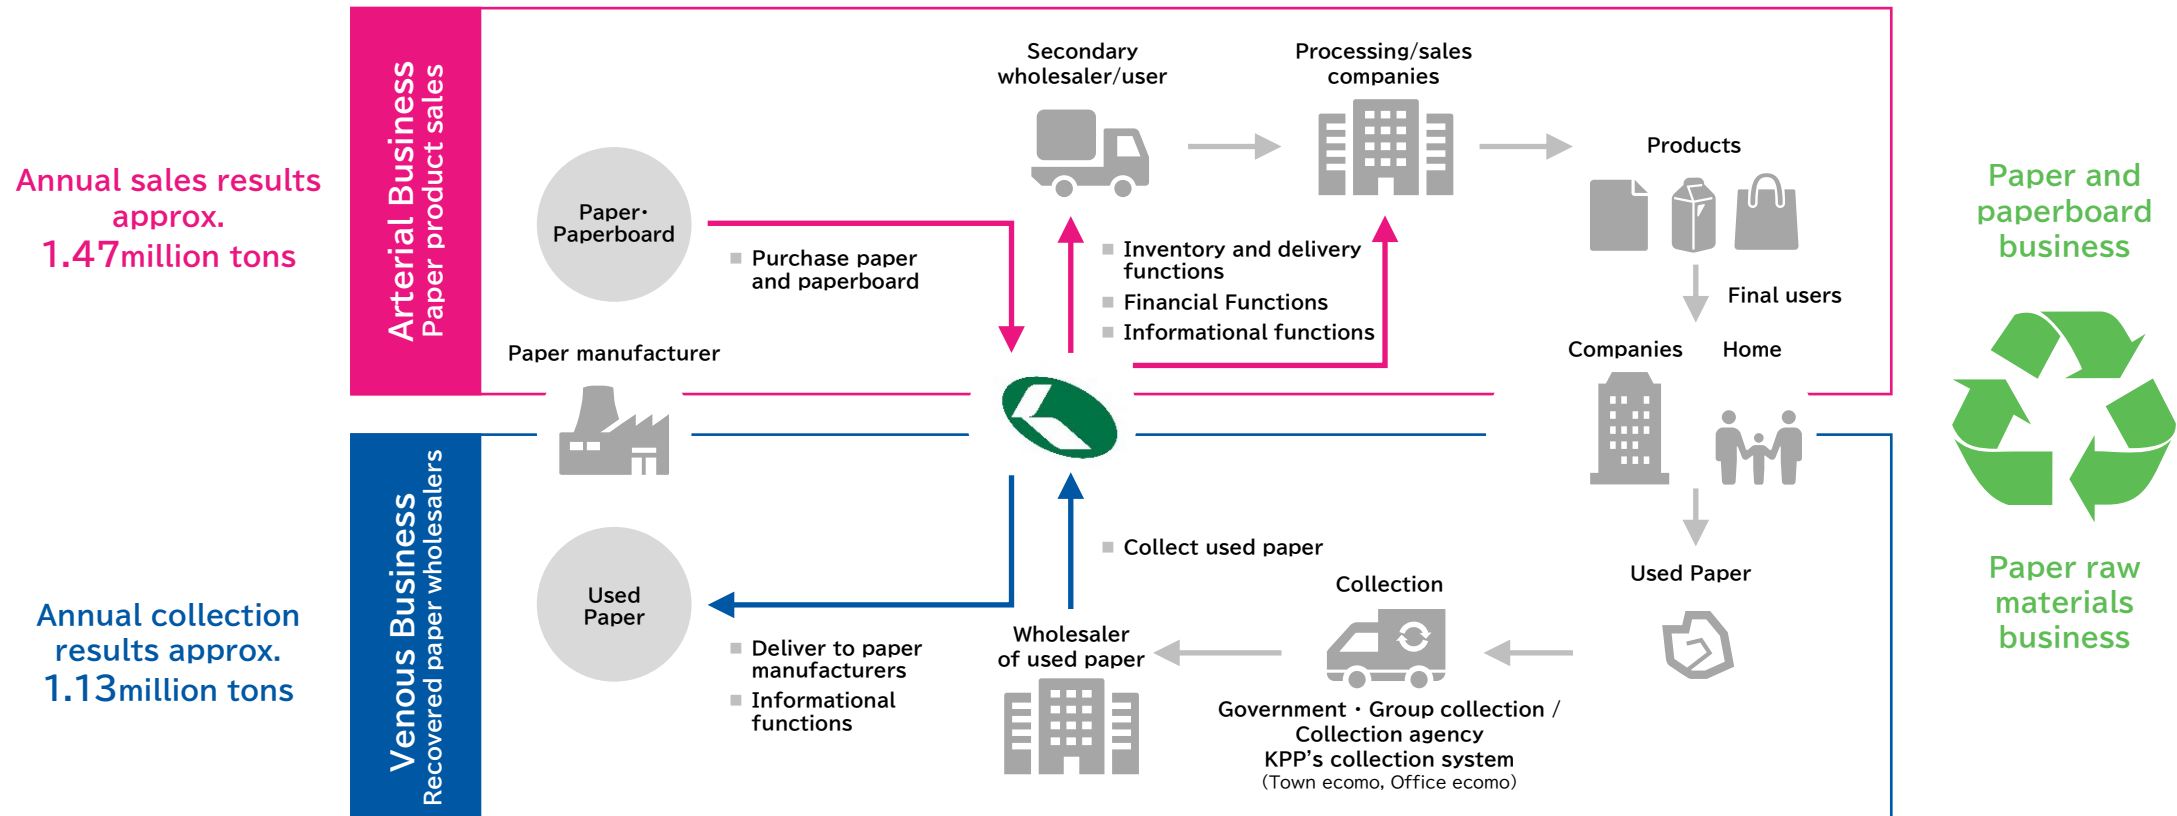 Annual sales results
approx.
1.47million tons
Arterial Business
Paper product sales
Paper・
Paperboard
Purchase paper
and paperboard
Paper manufacturer
Secondary
wholesaler/user
Processing/sales
companies
Inventory and delivery
functions
Financial Functions
Informational functions
Products
Final users
Companies
Home
Paper and
paperboard
business
Annual collection
results approx.
1.13million tons
Venous Business
Recovered paper wholesalers
Used
Paper
Deliver to paper
manufacturers
Informational
functions
Collect used paper
Wholesaler
of used paper
Collection
Government・Group collection /
Collection agency
KPP's collection system
(Town ecomo, Office ecomo)
Used Paper
Paper raw
materials
business